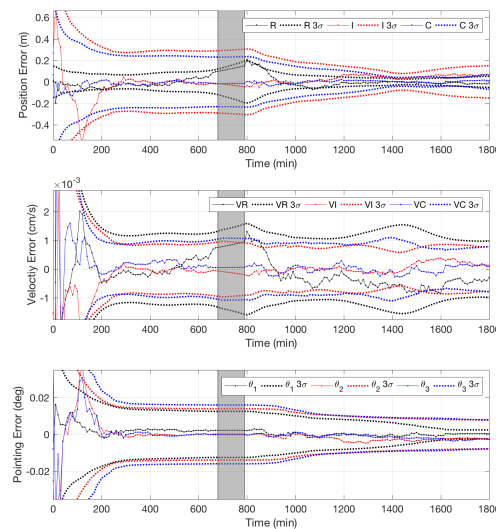 R R 3σ I I 3σ C C 3σ
Position Error (m)
0.6
0.4
0.2
0
-0.2
-0.4
0 200 400 600 800 1000 1200 1400 1600 1800
Time (min)
×10⁻³
VR VR 3σ VI VI 3σ VC VC 3σ
Velocity Error (cm/s)
2
1
0
-1
0 200 400 600 800 1000 1200 1400 1600 1800
Time (min)
θ₁ θ₁ 3σ θ₂ θ₂ 3σ θ₃ θ₃ 3σ
Pointing Error (deg)
0.02
0
-0.02
0 200 400 600 800 1000 1200 1400 1600 1800
Time (min)